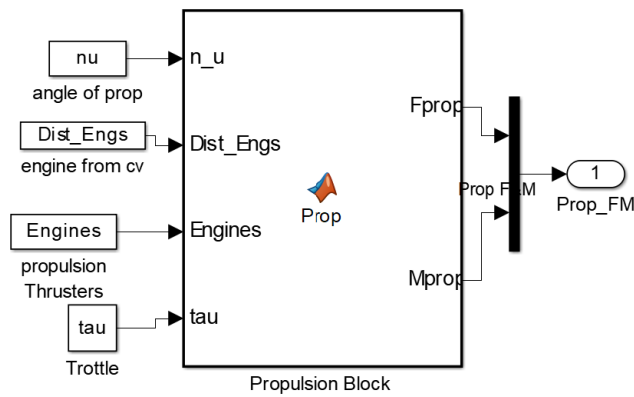 nu
angle of prop
n_u
Dist_Engs
engine from cv
Dist_Engs
Engines
propulsion
Thrusters
Engines
tau
Trottle
tau
Prop
Propulsion Block
Fprop
Mprop
Prop F&M
1
Prop_FM